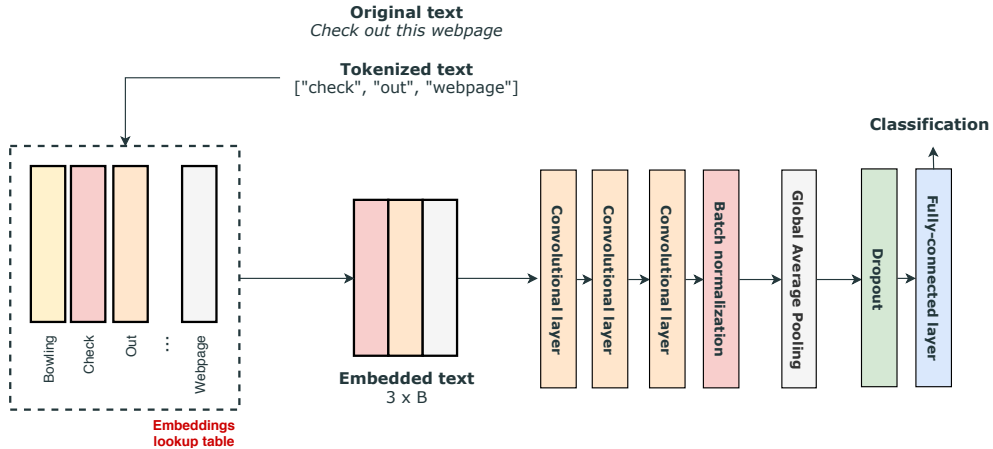 Original text
Check out this webpage
Tokenized text
["check", "out", "webpage"]
Classification
Bowling
Check
Out
...
Webpage
Embeddings
lookup table
Embedded text
3 x B
Convolutional layer
Convolutional layer
Convolutional layer
Batch normalization
Global Average Pooling
Dropout
Fully-connected layer